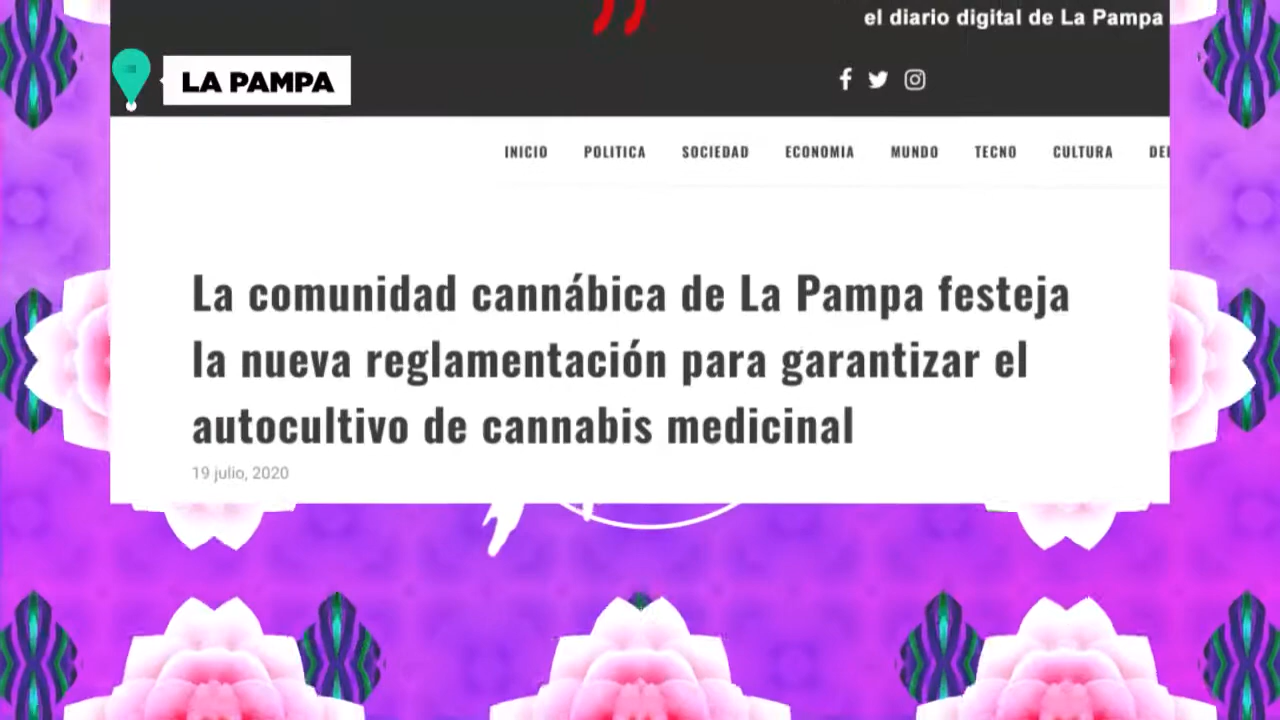 el diario digital de La Pampa
LA PAMPA
INICIO POLITICA SOCIEDAD ECONOMIA MUNDO TECNO CULTURA
La comunidad cannábica de La Pampa festeja
la nueva reglamentación para garantizar el
autocultivo de cannabis medicinal
19 julio, 2020